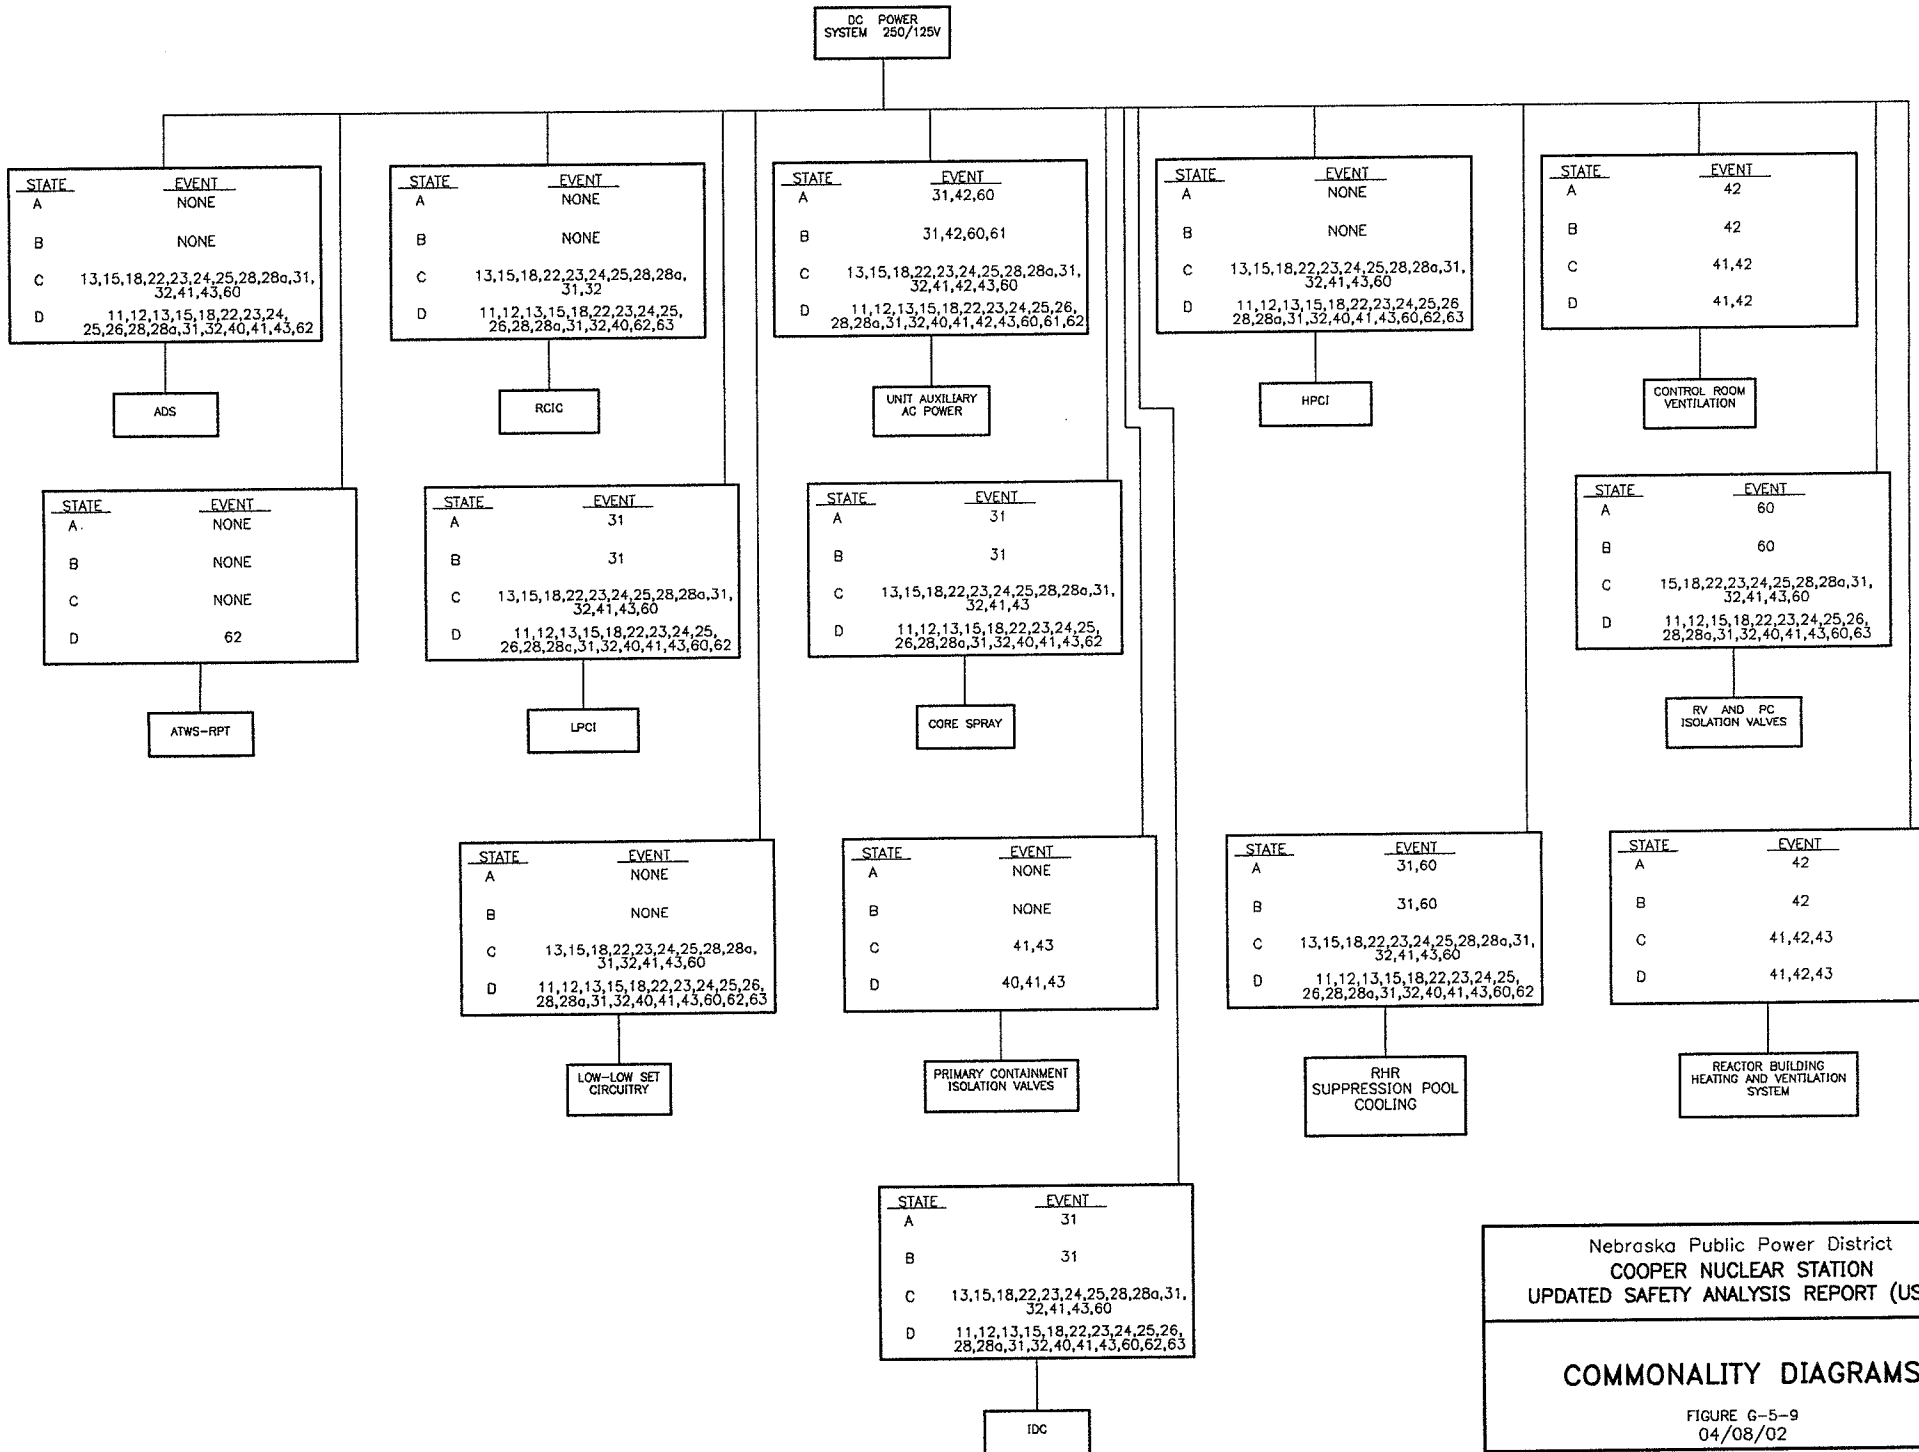 DC POWER
SYSTEM 250/125V
STATE EVENT
A NONE
B NONE
C 13,15,18,22,23,24,25,28,28a,31,
32,41,43,60
D 11,12,13,15,18,22,23,24,
25,26,28,28a,31,32,40,41,43,62
ADS
STATE EVENT
A NONE
B NONE
C 13,15,18,22,23,24,25,28,28a,
31,32
D 11,12,13,15,18,22,23,24,25,
26,28,28a,31,32,40,62,63
RCIC
STATE EVENT
A 31,42,60
B 31,42,60,61
C 13,15,18,22,23,24,25,28,28a,31,
32,41,42,43,60
D 11,12,13,15,18,22,23,24,25,26,
28,28a,31,32,40,41,42,43,60,61,62
UNIT AUXILIARY
AC POWER
STATE EVENT
A NONE
B NONE
C 13,15,18,22,23,24,25,28,28a,31,
32,41,43,60
D 11,12,13,15,18,22,23,24,25,26
28,28a,31,32,40,41,43,60,62,63
HPCI
STATE EVENT
A 42
B 42
C 41,42
D 41,42
CONTROL ROOM
VENTILATION
STATE EVENT
A. NONE
B NONE
C NONE
D 62
ATWS-RPT
STATE EVENT
A 31
B 31
C 13,15,18,22,23,24,25,28,28a,31,
32,41,43,60
D 11,12,13,15,18,22,23,24,25,
26,28,28a,31,32,40,41,43,60,62
LPCI
STATE EVENT
A 31
B 31
C 13,15,18,22,23,24,25,28,28a,31,
32,41,43
D 11,12,13,15,18,22,23,24,25,
26,28,28a,31,32,40,41,43,62
CORE SPRAY
STATE EVENT
A 60
B 60
C 15,18,22,23,24,25,28,28a,31,
32,41,43,60
D 11,12,15,18,22,23,24,25,26,
28,28a,31,32,40,41,43,60,63
RV AND PC
ISOLATION VALVES
STATE EVENT
A NONE
B NONE
C 13,15,18,22,23,24,25,28,28a,
31,32,41,43,60
D 11,12,13,15,18,22,23,24,25,26,
28,28a,31,32,40,41,43,60,62,63
LOW-LOW SET
CIRCUITRY
STATE EVENT
A NONE
B NONE
C 41,43
D 40,41,43
PRIMARY CONTAINMENT
ISOLATION VALVES
STATE EVENT
A 31,60
B 31,60
C 13,15,18,22,23,24,25,28,28a,31,
32,41,43,60
D 11,12,13,15,18,22,23,24,25,
26,28,28a,31,32,40,41,43,60,62
RHR
SUPPRESSION POOL
COOLING
STATE EVENT
A 42
B 42
C 41,42,43
D 41,42,43
REACTOR BUILDING
HEATING AND VENTILATION
SYSTEM
STATE EVENT
A 31
B 31
C 13,15,18,22,23,24,25,28,28a,31,
32,41,43,60
D 11,12,13,15,18,22,23,24,25,26,
28,28a,31,32,40,41,43,60,62,63
IDC
Nebraska Public Power District
COOPER NUCLEAR STATION
UPDATED SAFETY ANALYSIS REPORT (US
COMMONALITY DIAGRAMS
FIGURE G-5-9
04/08/02